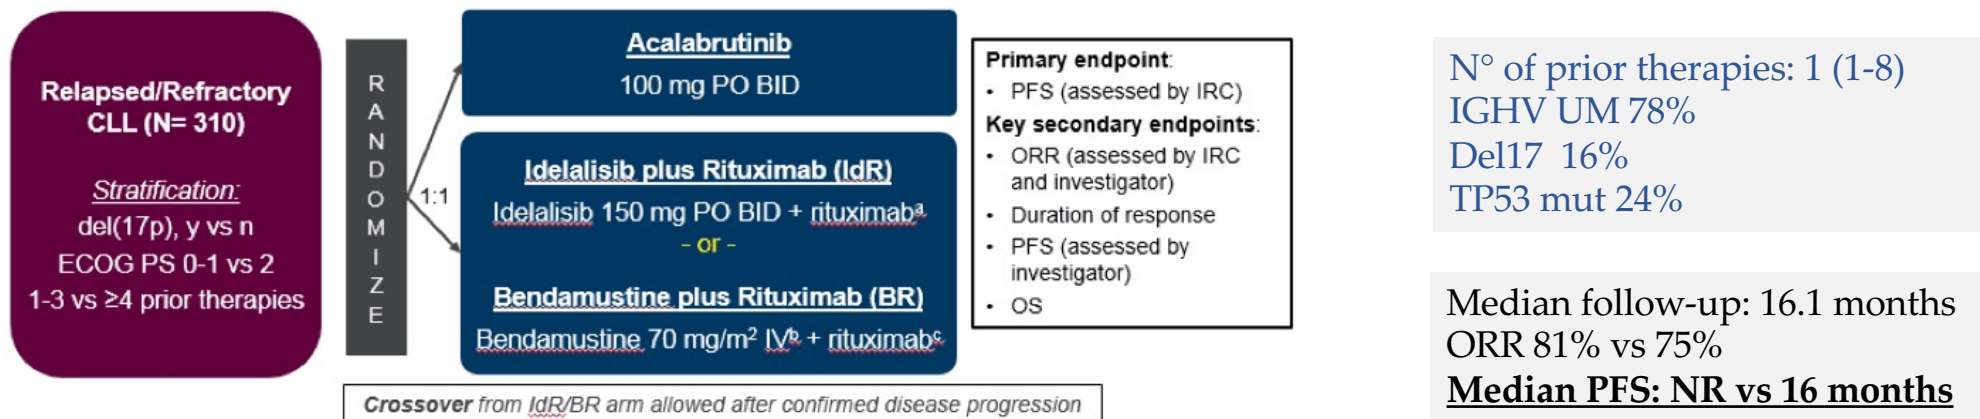 Relapsed/Refractory
CLL (N= 310)
Stratification:
del(17p), y vs n
ECOG PS 0-1 vs 2
1-3 vs ≥4 prior therapies
RANDOMIZE
1:1
Acalabrutinib
100 mg PO BID
Idelalisib plus Rituximab (IdR)
Idelalisib 150 mg PO BID + rituximabᵃ
- or -
Bendamustine plus Rituximab (BR)
Bendamustine 70 mg/m² IVᵇ + rituximabᶜ
Crossover from IdR/BR arm allowed after confirmed disease progression
Primary endpoint:
• PFS (assessed by IRC)
Key secondary endpoints:
• ORR (assessed by IRC
and investigator)
• Duration of response
• PFS (assessed by
investigator)
• OS
N° of prior therapies: 1 (1-8)
IGHV UM 78%
Del17 16%
TP53 mut 24%
Median follow-up: 16.1 months
ORR 81% vs 75%
Median PFS: NR vs 16 months